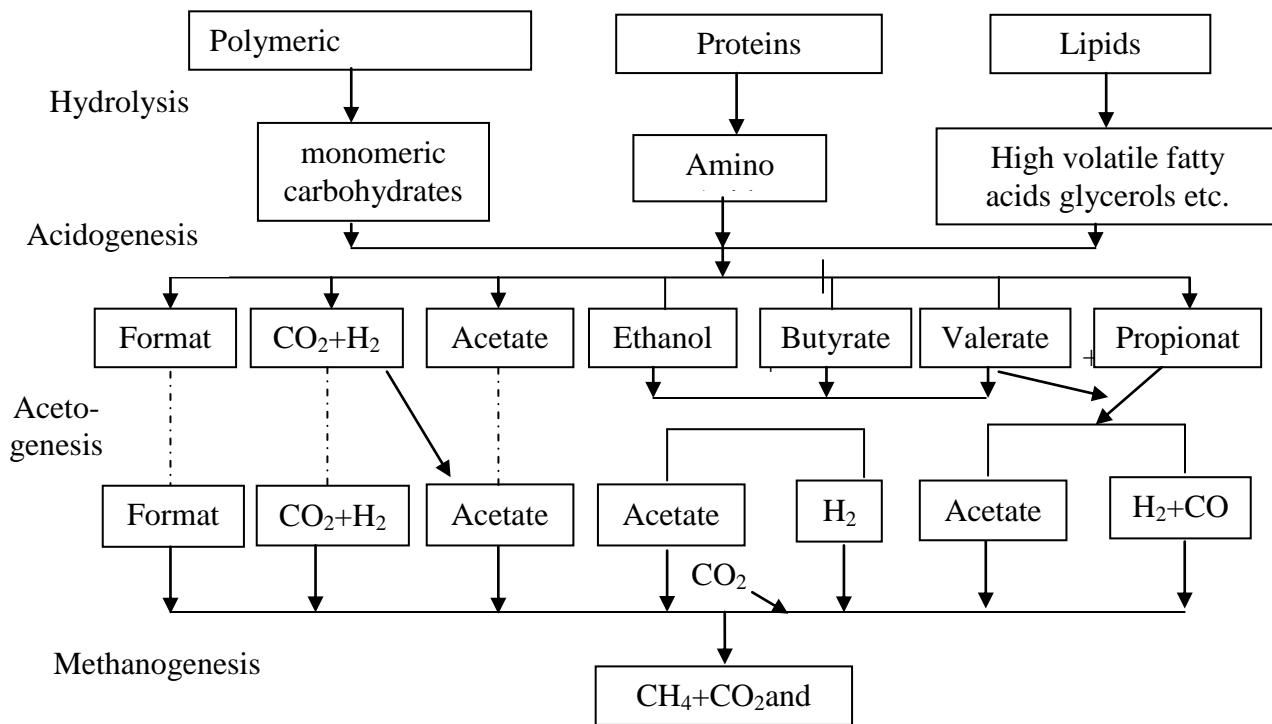 Polymeric
Proteins
Lipids
Hydrolysis
monomeric
carbohydrates
Amino
High volatile fatty
acids glycerols etc.
Acidogenesis
Format
CO₂+H₂
Acetate
Ethanol
Butyrate
Valerate
Propionat
+
Aceto-
genesis
Format
CO₂+H₂
Acetate
Acetate
H₂
Acetate
H₂+CO
CO₂
Methanogenesis
CH₄+CO₂and